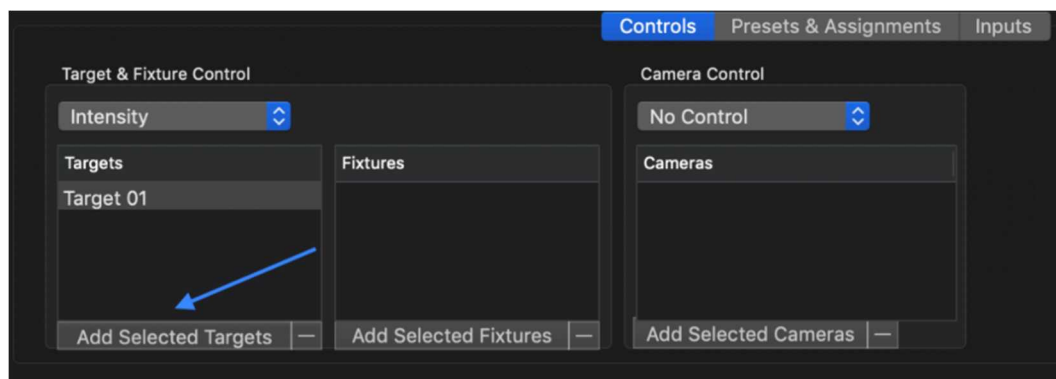 Controls Presets & Assignments Inputs
Target & Fixture Control Camera Control
Intensity No Control
Targets Fixtures Cameras
Target 01
Add Selected Targets — Add Selected Fixtures — Add Selected Cameras —